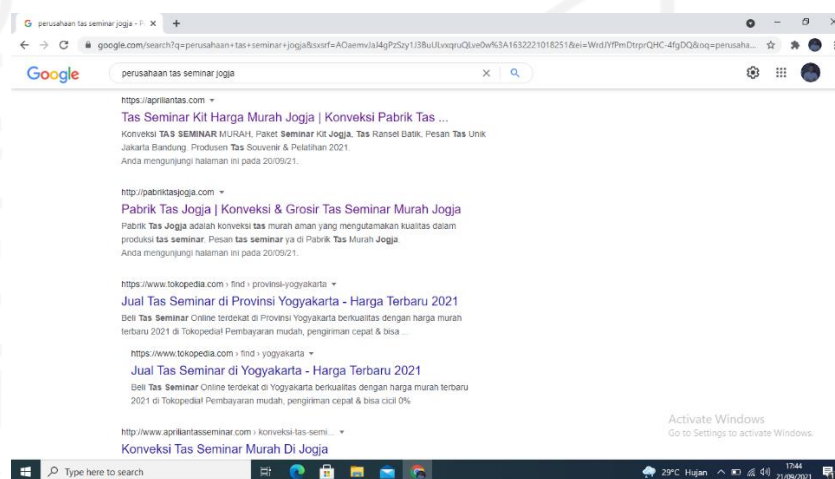 perusahaan tas seminar jogja - P
google.com/search?q=perusahaan+tas+seminar+jogja&sxsrf=
Google
perusahaan tas seminar jogja
https://apriliantas.com
Tas Seminar Kit Harga Murah Jogja | Konveksi Pabrik Tas ...
Konveksi TAS SEMINAR MURAH, Paket Seminar Kit Jogja, Tas Ransel Batik, Pesan Tas Unik
Jakarta Bandung. Produsen Tas Souvenir & Pelatihan 2021.
Anda mengunjungi halaman ini pada 20/09/21.
http://pabriktasjogja.com
Pabrik Tas Jogja | Konveksi & Grosir Tas Seminar Murah Jogja
Pabrik Tas Jogja adalah konveksi tas murah aman yang mengutamakan kualitas dalam
produksi tas seminar. Pesan tas seminar ya di Pabrik Tas Murah Jogja
Anda mengunjungi halaman ini pada 20/09/21.
https://www.tokopedia.com › find › provinsi-yogyakarta
Jual Tas Seminar di Provinsi Yogyakarta - Harga Terbaru 2021
Beli Tas Seminar Online terdekat di Provinsi Yogyakarta berkualitas dengan harga murah
terbaru 2021 di Tokopedia! Pembayaran mudah, pengiriman cepat & bisa ...
https://www.tokopedia.com › find › yogyakarta
Jual Tas Seminar di Yogyakarta - Harga Terbaru 2021
Beli Tas Seminar Online terdekat di Yogyakarta berkualitas dengan harga murah terbaru
2021 di Tokopedia! Pembayaran mudah, pengiriman cepat & bisa cicil 0%
http://www.apriliantasseminar.com › konveksi-tas-semi...
Konveksi Tas Seminar Murah Di Jogja
Activate Windows
Go to Settings to activate Windows.
Type here to search
29°C Hujan
17:44
21/09/2021